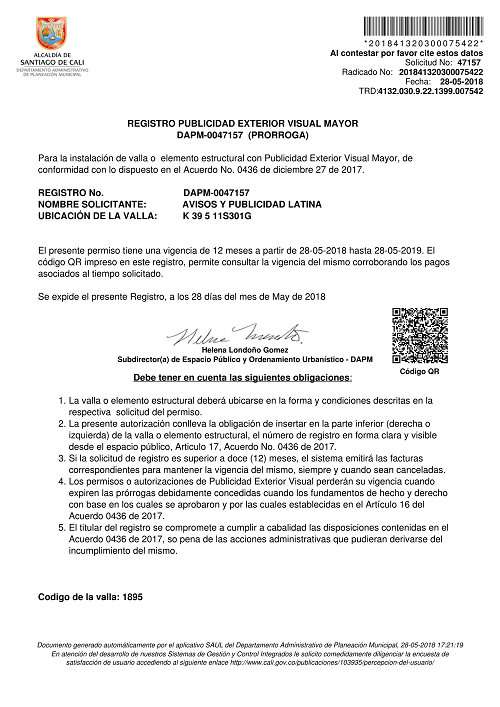 *201841320300075422*
Al contestar por favor cite estos datos
Solicitud No: 47157
Radicado No: 201841320300075422
Fecha: 28-05-2018
TRD:4132.030.9.22.1399.007542
ALCALDÍA DE
SANTIAGO DE CALI
DEPARTAMENTO ADMINISTRATIVO
DE PLANEACIÓN MUNICIPAL
REGISTRO PUBLICIDAD EXTERIOR VISUAL MAYOR
DAPM-0047157 (PRORROGA)
Para la instalación de valla o elemento estructural con Publicidad Exterior Visual Mayor, de
conformidad con lo dispuesto en el Acuerdo No. 0436 de diciembre 27 de 2017.
REGISTRO No. DAPM-0047157
NOMBRE SOLICITANTE: AVISOS Y PUBLICIDAD LATINA
UBICACIÓN DE LA VALLA: K 39 5 11S301G
El presente permiso tiene una vigencia de 12 meses a partir de 28-05-2018 hasta 28-05-2019. El
código QR impreso en este registro, permite consultar la vigencia del mismo corroborando los pagos
asociados al tiempo solicitado.
Se expide el presente Registro, a los 28 días del mes de May de 2018
Helena Londoño Gomez
Subdirector(a) de Espacio Público y Ordenamiento Urbanístico - DAPM
Código QR
Debe tener en cuenta las siguientes obligaciones:
1. La valla o elemento estructural deberá ubicarse en la forma y condiciones descritas en la
respectiva solicitud del permiso.
2. La presente autorización conlleva la obligación de insertar en la parte inferior (derecha o
izquierda) de la valla o elemento estructural, el número de registro en forma clara y visible
desde el espacio público, Articulo 17, Acuerdo No. 0436 de 2017.
3. Si la solicitud de registro es superior a doce (12) meses, el sistema emitirá las facturas
correspondientes para mantener la vigencia del mismo, siempre y cuando sean canceladas.
4. Los permisos o autorizaciones de Publicidad Exterior Visual perderán su vigencia cuando
expiren las prórrogas debidamente concedidas cuando los fundamentos de hecho y derecho
con base en los cuales se aprobaron y por las cuales establecidas en el Artículo 16 del
Acuerdo 0436 de 2017.
5. El titular del registro se compromete a cumplir a cabalidad las disposiciones contenidas en el
Acuerdo 0436 de 2017, so pena de las acciones administrativas que pudieran derivarse del
incumplimiento del mismo.
Codigo de la valla: 1895
Documento generado automáticamente por el aplicativo SAUL del Departamento Administrativo de Planeación Municipal, 28-05-2018 17:21:19
En atención del desarrollo de nuestros Sistemas de Gestión y Control Integrados le solicito comedidamente diligenciar la encuesta de
satisfacción de usuario accediendo al siguiente enlace http://www.cali.gov.co/publicaciones/103935/percepcion-del-usuario/